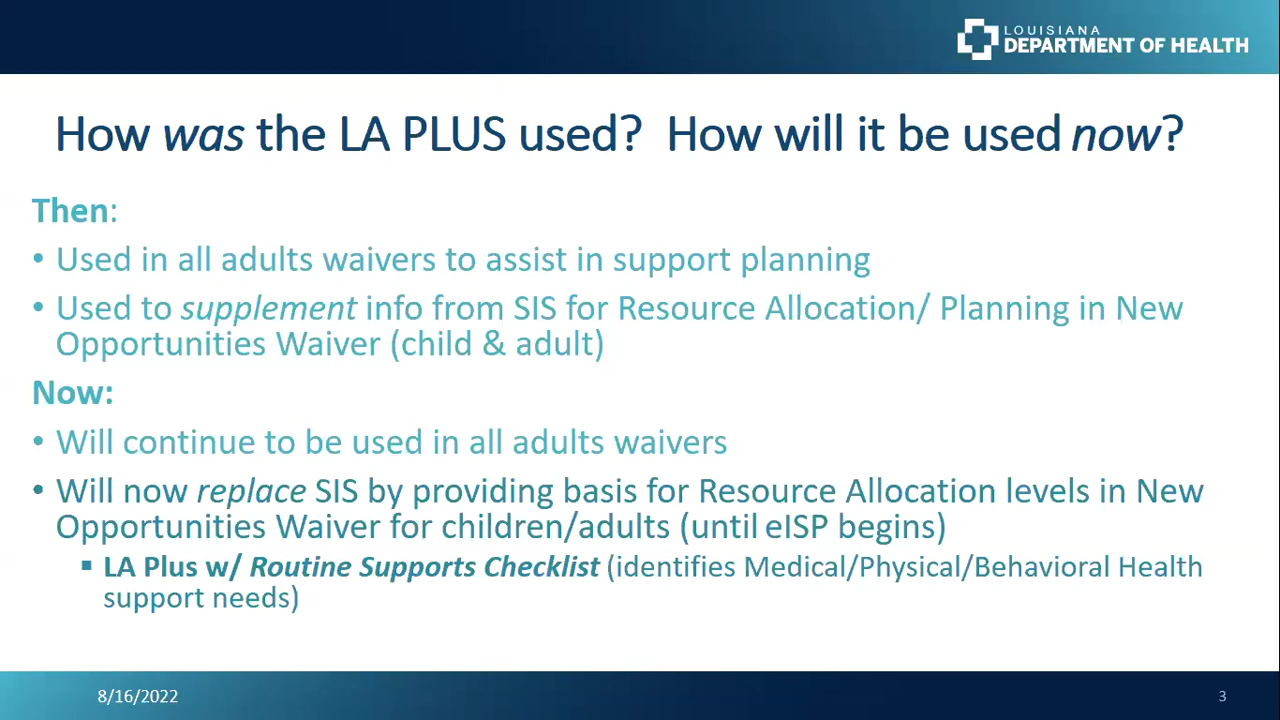 LOUISIANA
DEPARTMENT OF HEALTH
How was the LA PLUS used? How will it be used now?
Then:
• Used in all adults waivers to assist in support planning
• Used to supplement info from SIS for Resource Allocation/ Planning in New
Opportunities Waiver (child & adult)
Now:
• Will continue to be used in all adults waivers
• Will now replace SIS by providing basis for Resource Allocation levels in New
Opportunities Waiver for children/adults (until eISP begins)
▪ LA Plus w/ Routine Supports Checklist (identifies Medical/Physical/Behavioral Health
support needs)
8/16/2022
3